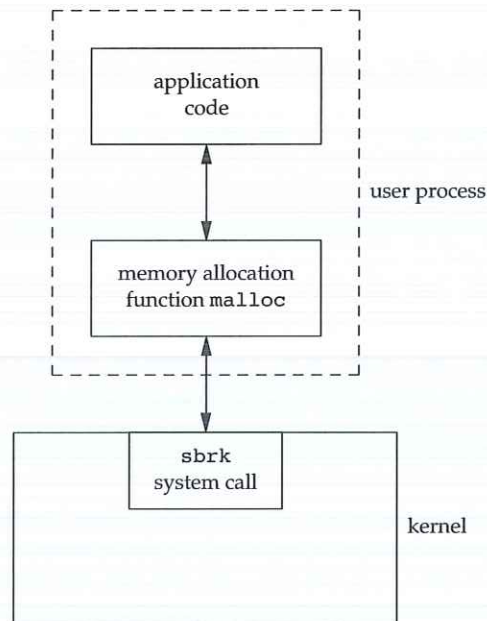 application
code
user process
memory allocation
function malloc
sbrk
system call
kernel